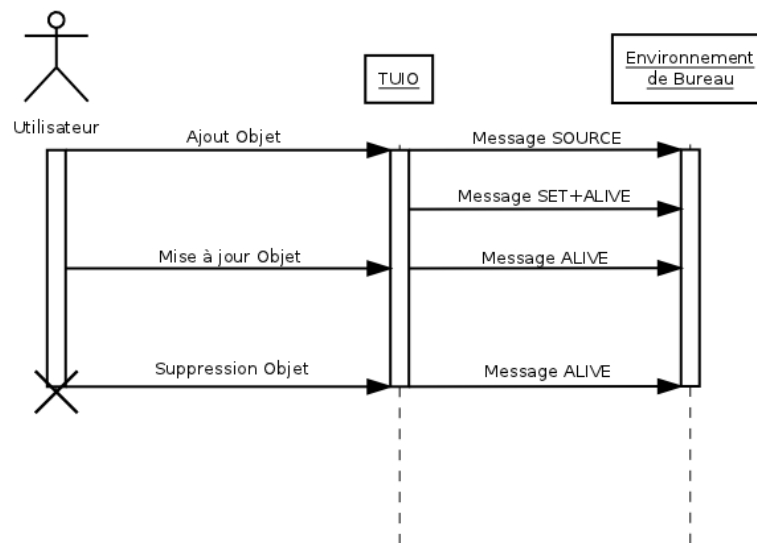 Utilisateur
TUIO
Environnement
de Bureau
Ajout Objet
Message SOURCE
Message SET+ALIVE
Mise à jour Objet
Message ALIVE
Suppression Objet
Message ALIVE